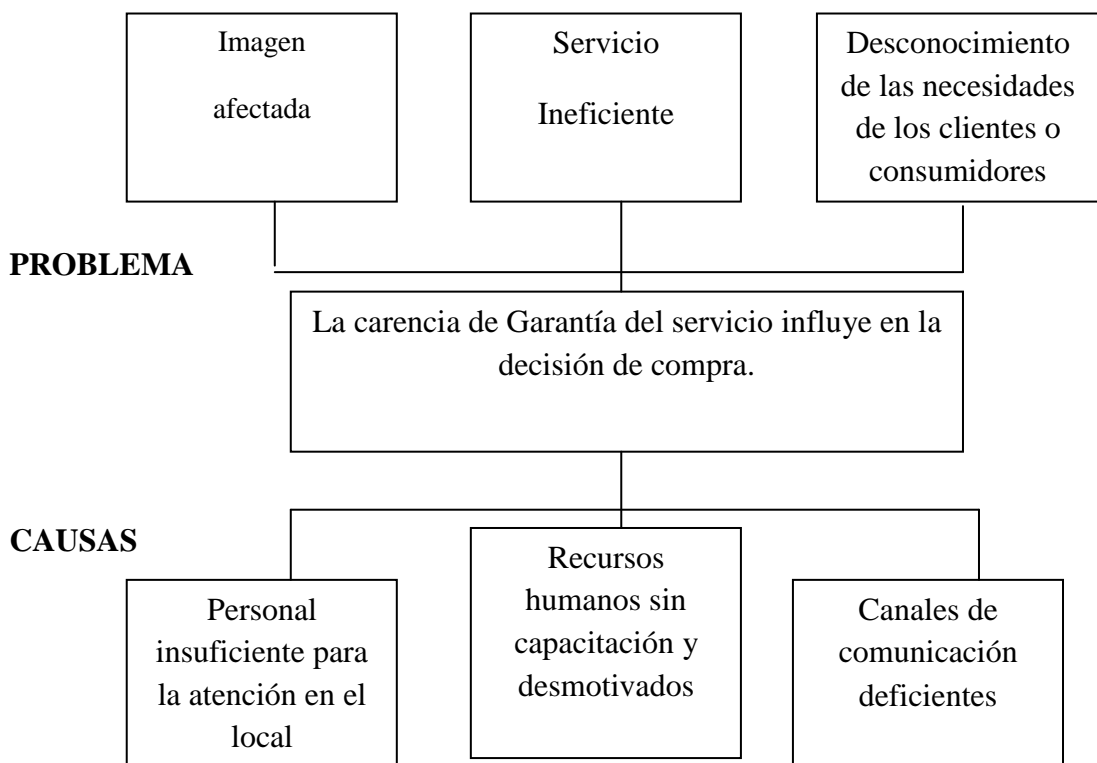 Imagen
afectada
Servicio
Ineficiente
Desconocimiento
de las necesidades
de los clientes o
consumidores
PROBLEMA
La carencia de Garantía del servicio influye en la
decisión de compra.
CAUSAS
Personal
insuficiente para
la atención en el
local
Recursos
humanos sin
capacitación y
desmotivados
Canales de
comunicación
deficientes